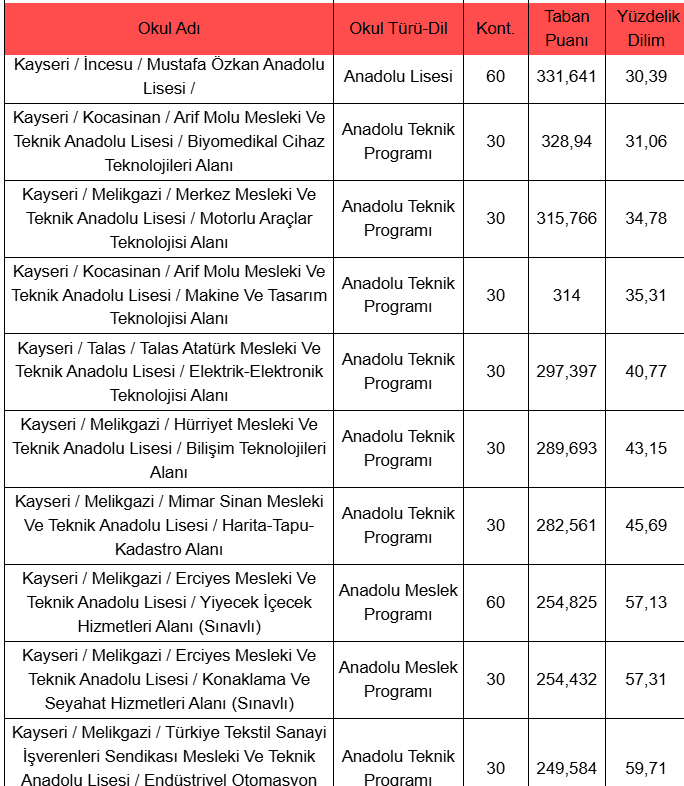 Okul Adı Okul Türü-Dil Kont. Taban Puanı Yüzdelik Dilim
Kayseri / İncesu / Mustafa Özkan Anadolu
Lisesi /
Anadolu Lisesi
60
331,641
30,39
Kayseri / Kocasinan / Arif Molu Mesleki Ve
Teknik Anadolu Lisesi / Biyomedikal Cihaz
Teknolojileri Alanı
Anadolu Teknik
Programı
30
328,94
31,06
Kayseri / Melikgazi / Merkez Mesleki Ve
Teknik Anadolu Lisesi / Motorlu Araçlar
Teknolojisi Alanı
Anadolu Teknik
Programı
30
315,766
34,78
Kayseri / Kocasinan / Arif Molu Mesleki Ve
Teknik Anadolu Lisesi / Makine Ve Tasarım
Teknolojisi Alanı
Anadolu Teknik
Programı
30
314
35,31
Kayseri / Talas / Talas Atatürk Mesleki Ve
Teknik Anadolu Lisesi / Elektrik-Elektronik
Teknolojisi Alanı
Anadolu Teknik
Programı
30
297,397
40,77
Kayseri / Melikgazi / Hürriyet Mesleki Ve
Teknik Anadolu Lisesi / Bilişim Teknolojileri
Alanı
Anadolu Teknik
Programı
30
289,693
43,15
Kayseri / Melikgazi / Mimar Sinan Mesleki
Ve Teknik Anadolu Lisesi / Harita-Tapu-
Kadastro Alanı
Anadolu Teknik
Programı
30
282,561
45,69
Kayseri / Melikgazi / Erciyes Mesleki Ve
Teknik Anadolu Lisesi / Yiyecek İçecek
Hizmetleri Alanı (Sınavlı)
Anadolu Meslek
Programı
60
254,825
57,13
Kayseri / Melikgazi / Erciyes Mesleki Ve
Teknik Anadolu Lisesi / Konaklama Ve
Seyahat Hizmetleri Alanı (Sınavlı)
Anadolu Meslek
Programı
30
254,432
57,31
Kayseri / Melikgazi / Türkiye Tekstil Sanayi
İşverenleri Sendikası Mesleki Ve Teknik
Anadolu Lisesi / Endüstriyel Otomasyon
Anadolu Teknik
Programı
30
249,584
59,71